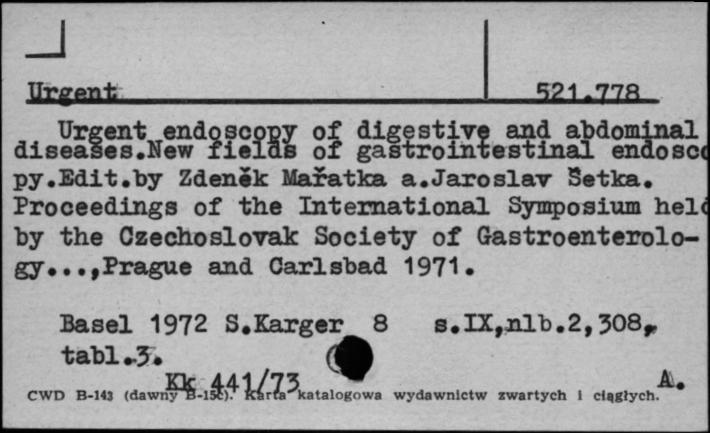 Urgent 521.778
Urgent endoscopy of digestive and abdominal
diseases.New fields of gastrointestinal endosco
py.Edit.by Zdeněk Mařatka a.Jaroslav Šetka.
Proceedings of the International Symposium held
by the Czechoslovak Society of Gastroenterolo-
gy...,Prague and Carlsbad 1971.
Basel 1972 S.Karger 8 s.IX,nlb.2,308,
tabl.3.
Kk 441/73 A.
CWD B-143 (dawny B-15c). Karta katalogowa wydawnictw zwartych i ciągłych.